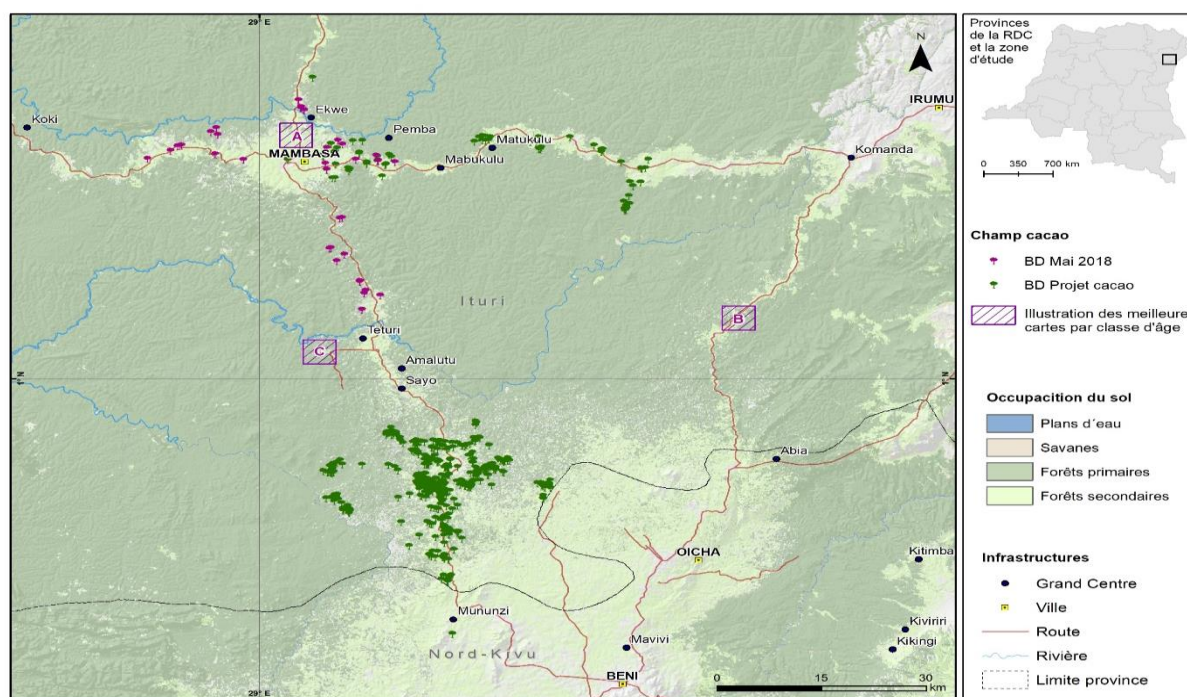 29° E
N
Koki
Ekwe
A
Pemba
MAMBASA
Mabukulu
Matukulu
IRUMU
Komanda
Ituri
B
Teturi
C
Amalutu
Sayo
1° N
1° N
Abia
OICHA
Kitimba
Mununzi
Mavivi
Kiviriri
Kikingi
Nord-Kivu
BENI
29° E
0 15 30
km
Provinces
de la RDC
et la zone
d'étude
0 350 700 km
Champ cacao
BD Mai 2018
BD Projet cacao
Illustration des meilleure
cartes par classe d'âge
Occupacition du sol
Plans d´eau
Savanes
Forêts primaires
Forêts secondaires
Infrastructures
Grand Centre
Ville
Route
Rivière
Limite province